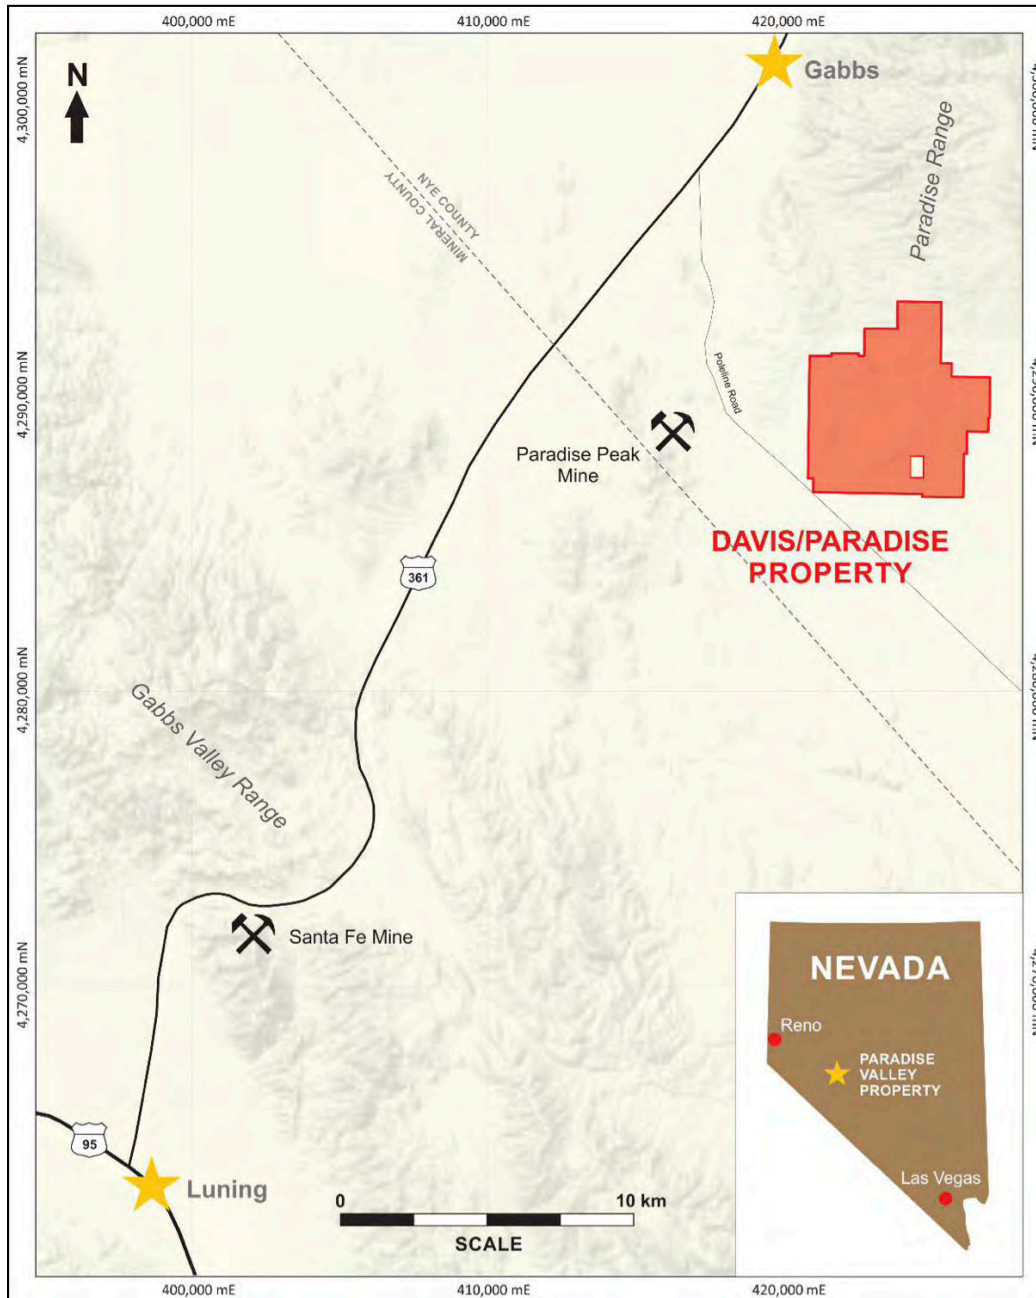 400,000 mE
410,000 mE
420,000 mE
N
Gabbs
4,300,000 mN
Paradise Range
NYE COUNTY
MINERAL COUNTY
4,290,000 mN
Poleline Road
Paradise Peak
Mine
DAVIS/PARADISE
PROPERTY
361
4,280,000 mN
Gabbs Valley Range
Santa Fe Mine
4,270,000 mN
NEVADA
Reno
PARADISE
VALLEY
PROPERTY
Las Vegas
95
Luning
0
10 km
SCALE
400,000 mE
410,000 mE
420,000 mE